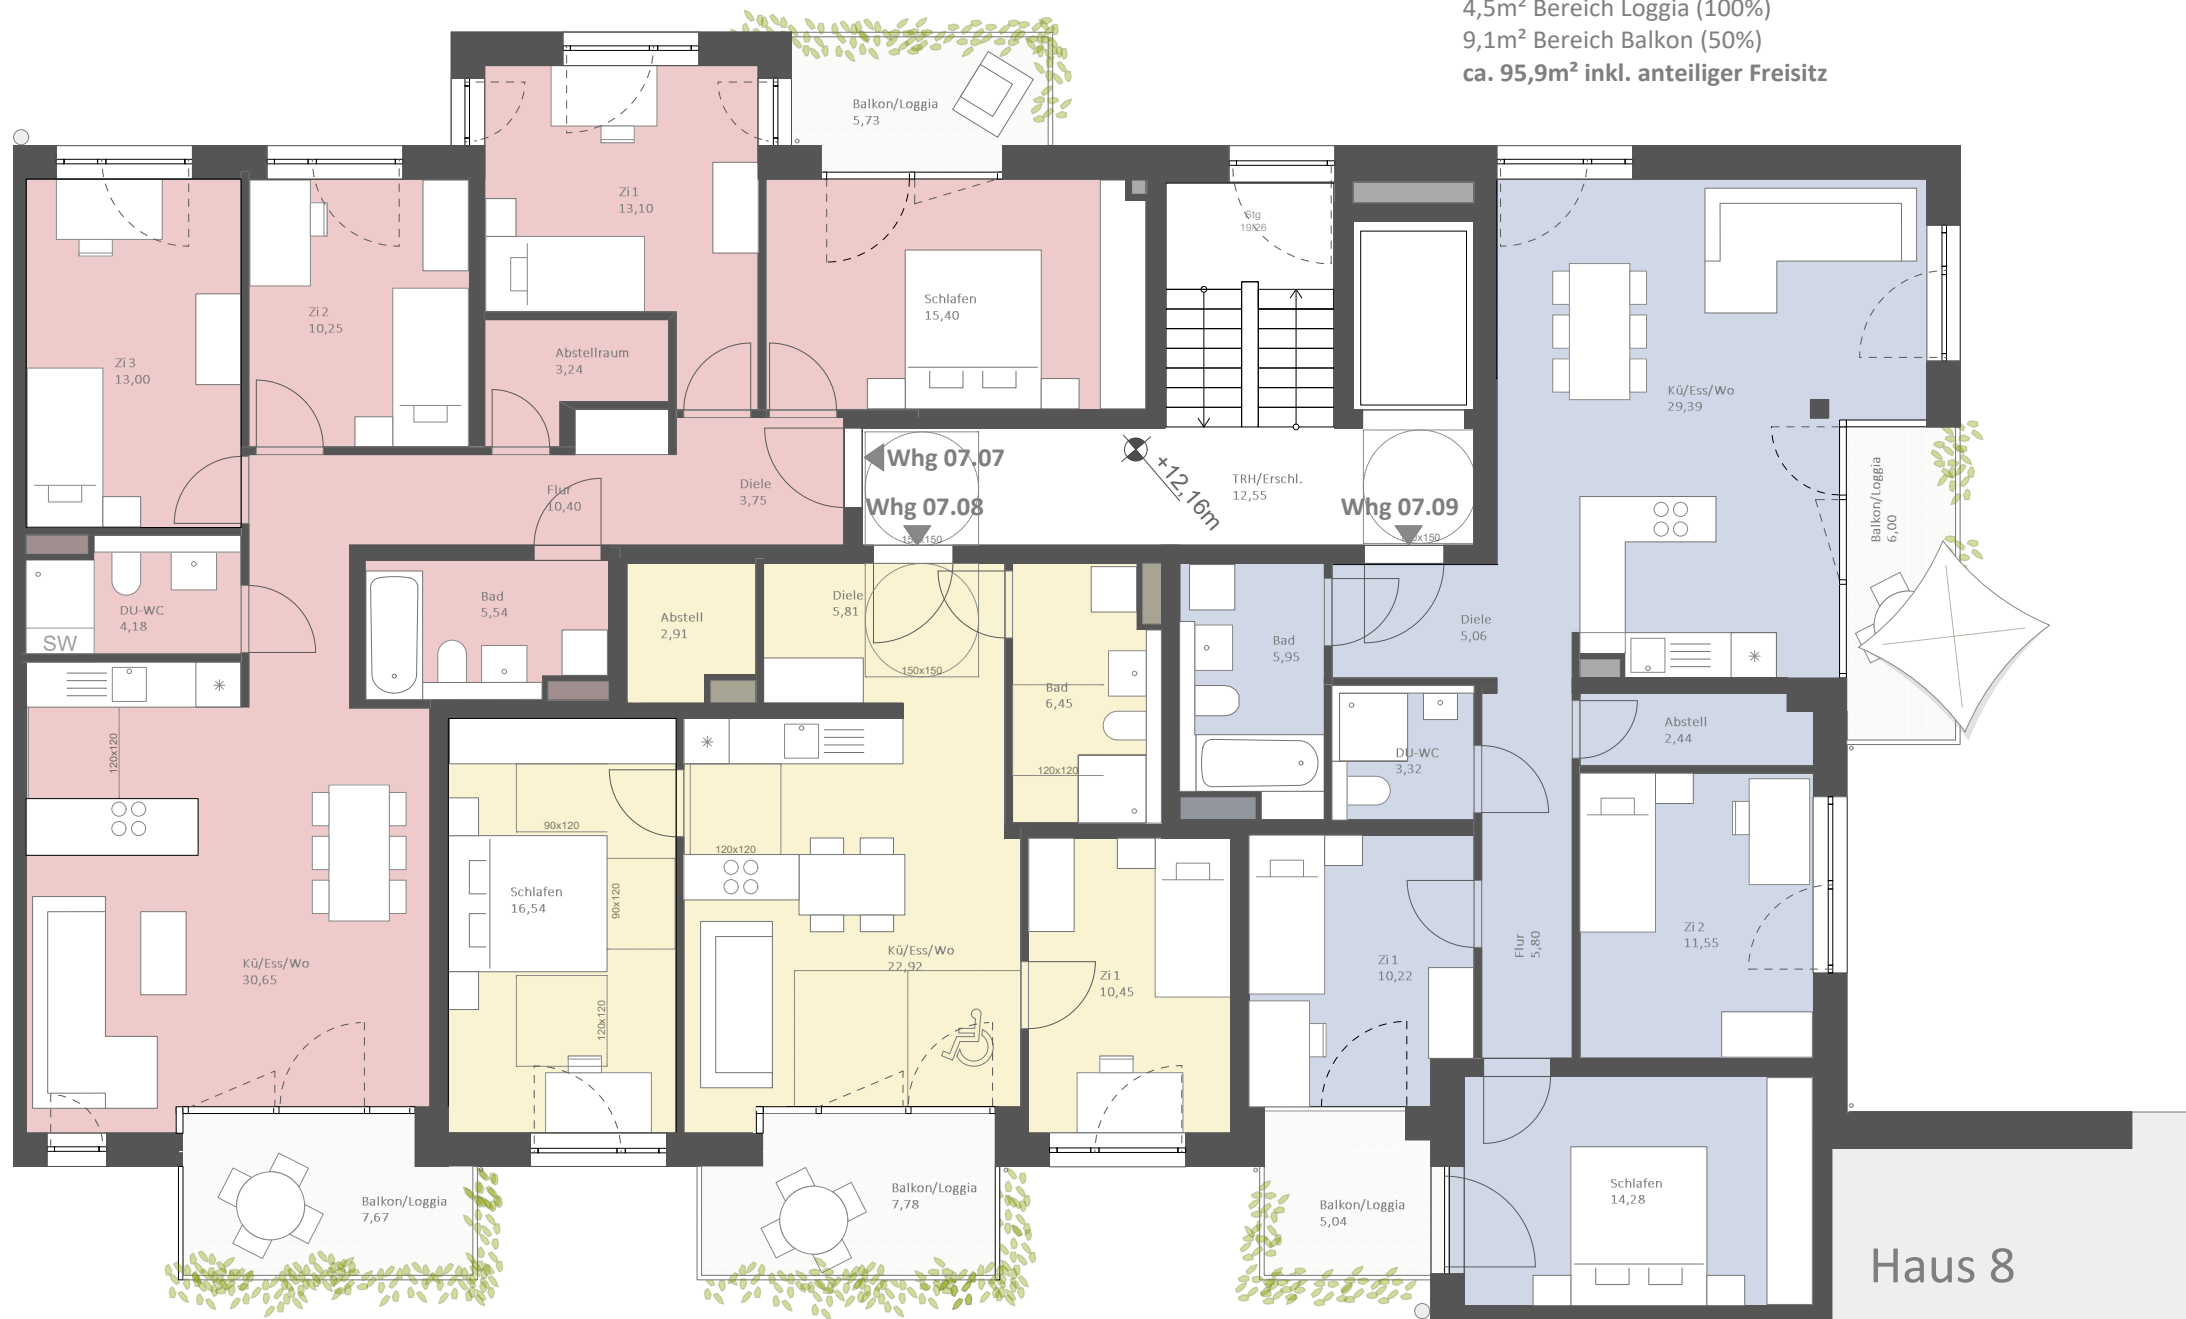 4,5m² Bereich Loggia (100%)
9,1m² Bereich Balkon (50%)
ca. 95,9m² inkl. anteiliger Freisitz
Balkon/Loggia
5,73
Zi 1
13,10
Stg
19/26
Schlafen
15,40
Zi 2
10,25
Zi 3
13,00
Abstellraum
3,24
Kü/Ess/Wo
29,39
Whg 07.07
Diele
3,75
Flur
10,40
+12,16m
TRH/Erschl.
12,55
Whg 07.08
150x150
Whg 07.09
150x150
Balkon/Loggia
6,00
DU-WC
4,18
SW
Bad
5,54
Abstell
2,91
Diele
5,81
150x150
Bad
6,45
120x120
Bad
5,95
Diele
5,06
DU-WC
3,32
Abstell
2,44
120x120
90x120
90x120
120x120
120x120
Schlafen
16,54
Kü/Ess/Wo
30,65
Kü/Ess/Wo
22,92
Zi 1
10,45
Zi 1
10,22
Flur
5,80
Zi 2
11,55
Balkon/Loggia
7,67
Balkon/Loggia
7,78
Balkon/Loggia
5,04
Schlafen
14,28
Haus 8